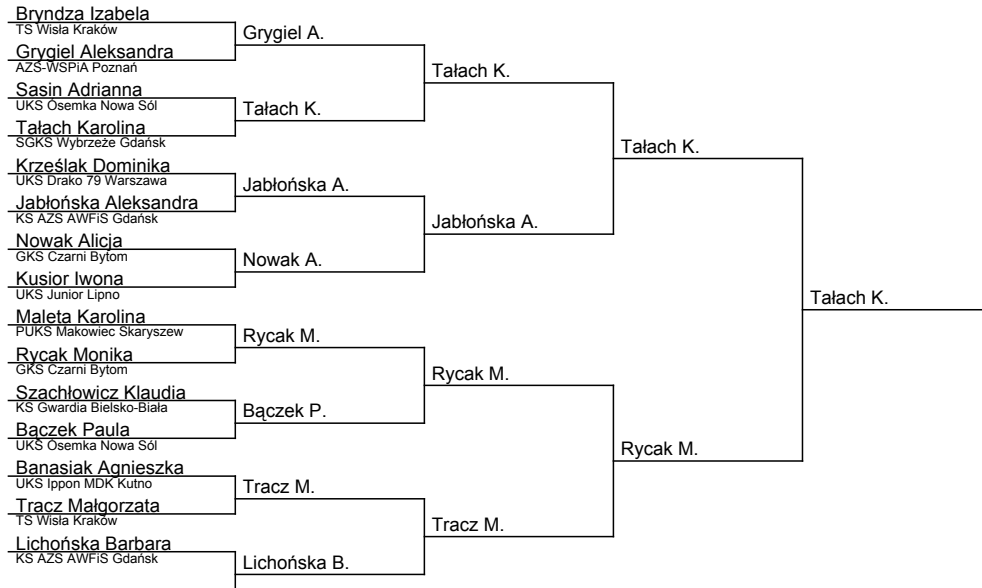 Bryndza Izabela
TS Wisła Kraków
Grygiel Aleksandra
AZS-WSPiA Poznań
Sasin Adrianna
UKS Ósemka Nowa Sól
Tałach Karolina
SGKS Wybrzeże Gdańsk
Krześlak Dominika
UKS Drako 79 Warszawa
Jabłońska Aleksandra
KS AZS AWFiS Gdańsk
Nowak Alicja
GKS Czarni Bytom
Kusior Iwona
UKS Junior Lipno
Maleta Karolina
PUKS Makowiec Skaryszew
Rycak Monika
GKS Czarni Bytom
Szachłowicz Klaudia
KS Gwardia Bielsko-Biała
Bączek Paula
UKS Ósemka Nowa Sól
Banasiak Agnieszka
UKS Ippon MDK Kutno
Tracz Małgorzata
TS Wisła Kraków
Lichońska Barbara
KS AZS AWFiS Gdańsk
Grygiel A.
Tałach K.
Jabłońska A.
Nowak A.
Rycak M.
Bączek P.
Tracz M.
Lichońska B.
Tałach K.
Jabłońska A.
Rycak M.
Tracz M.
Tałach K.
Rycak M.
Tałach K.